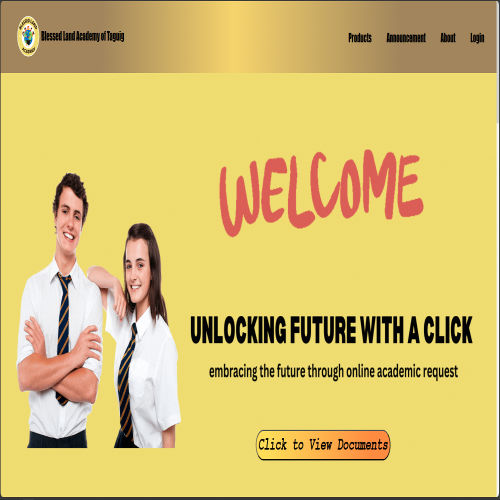 Blessed Land Academy of Taguig
Products Announcement About Login
WELCOME
UNLOCKING FUTURE WITH A CLICK
embracing the future through online academic request
Click to View Documents